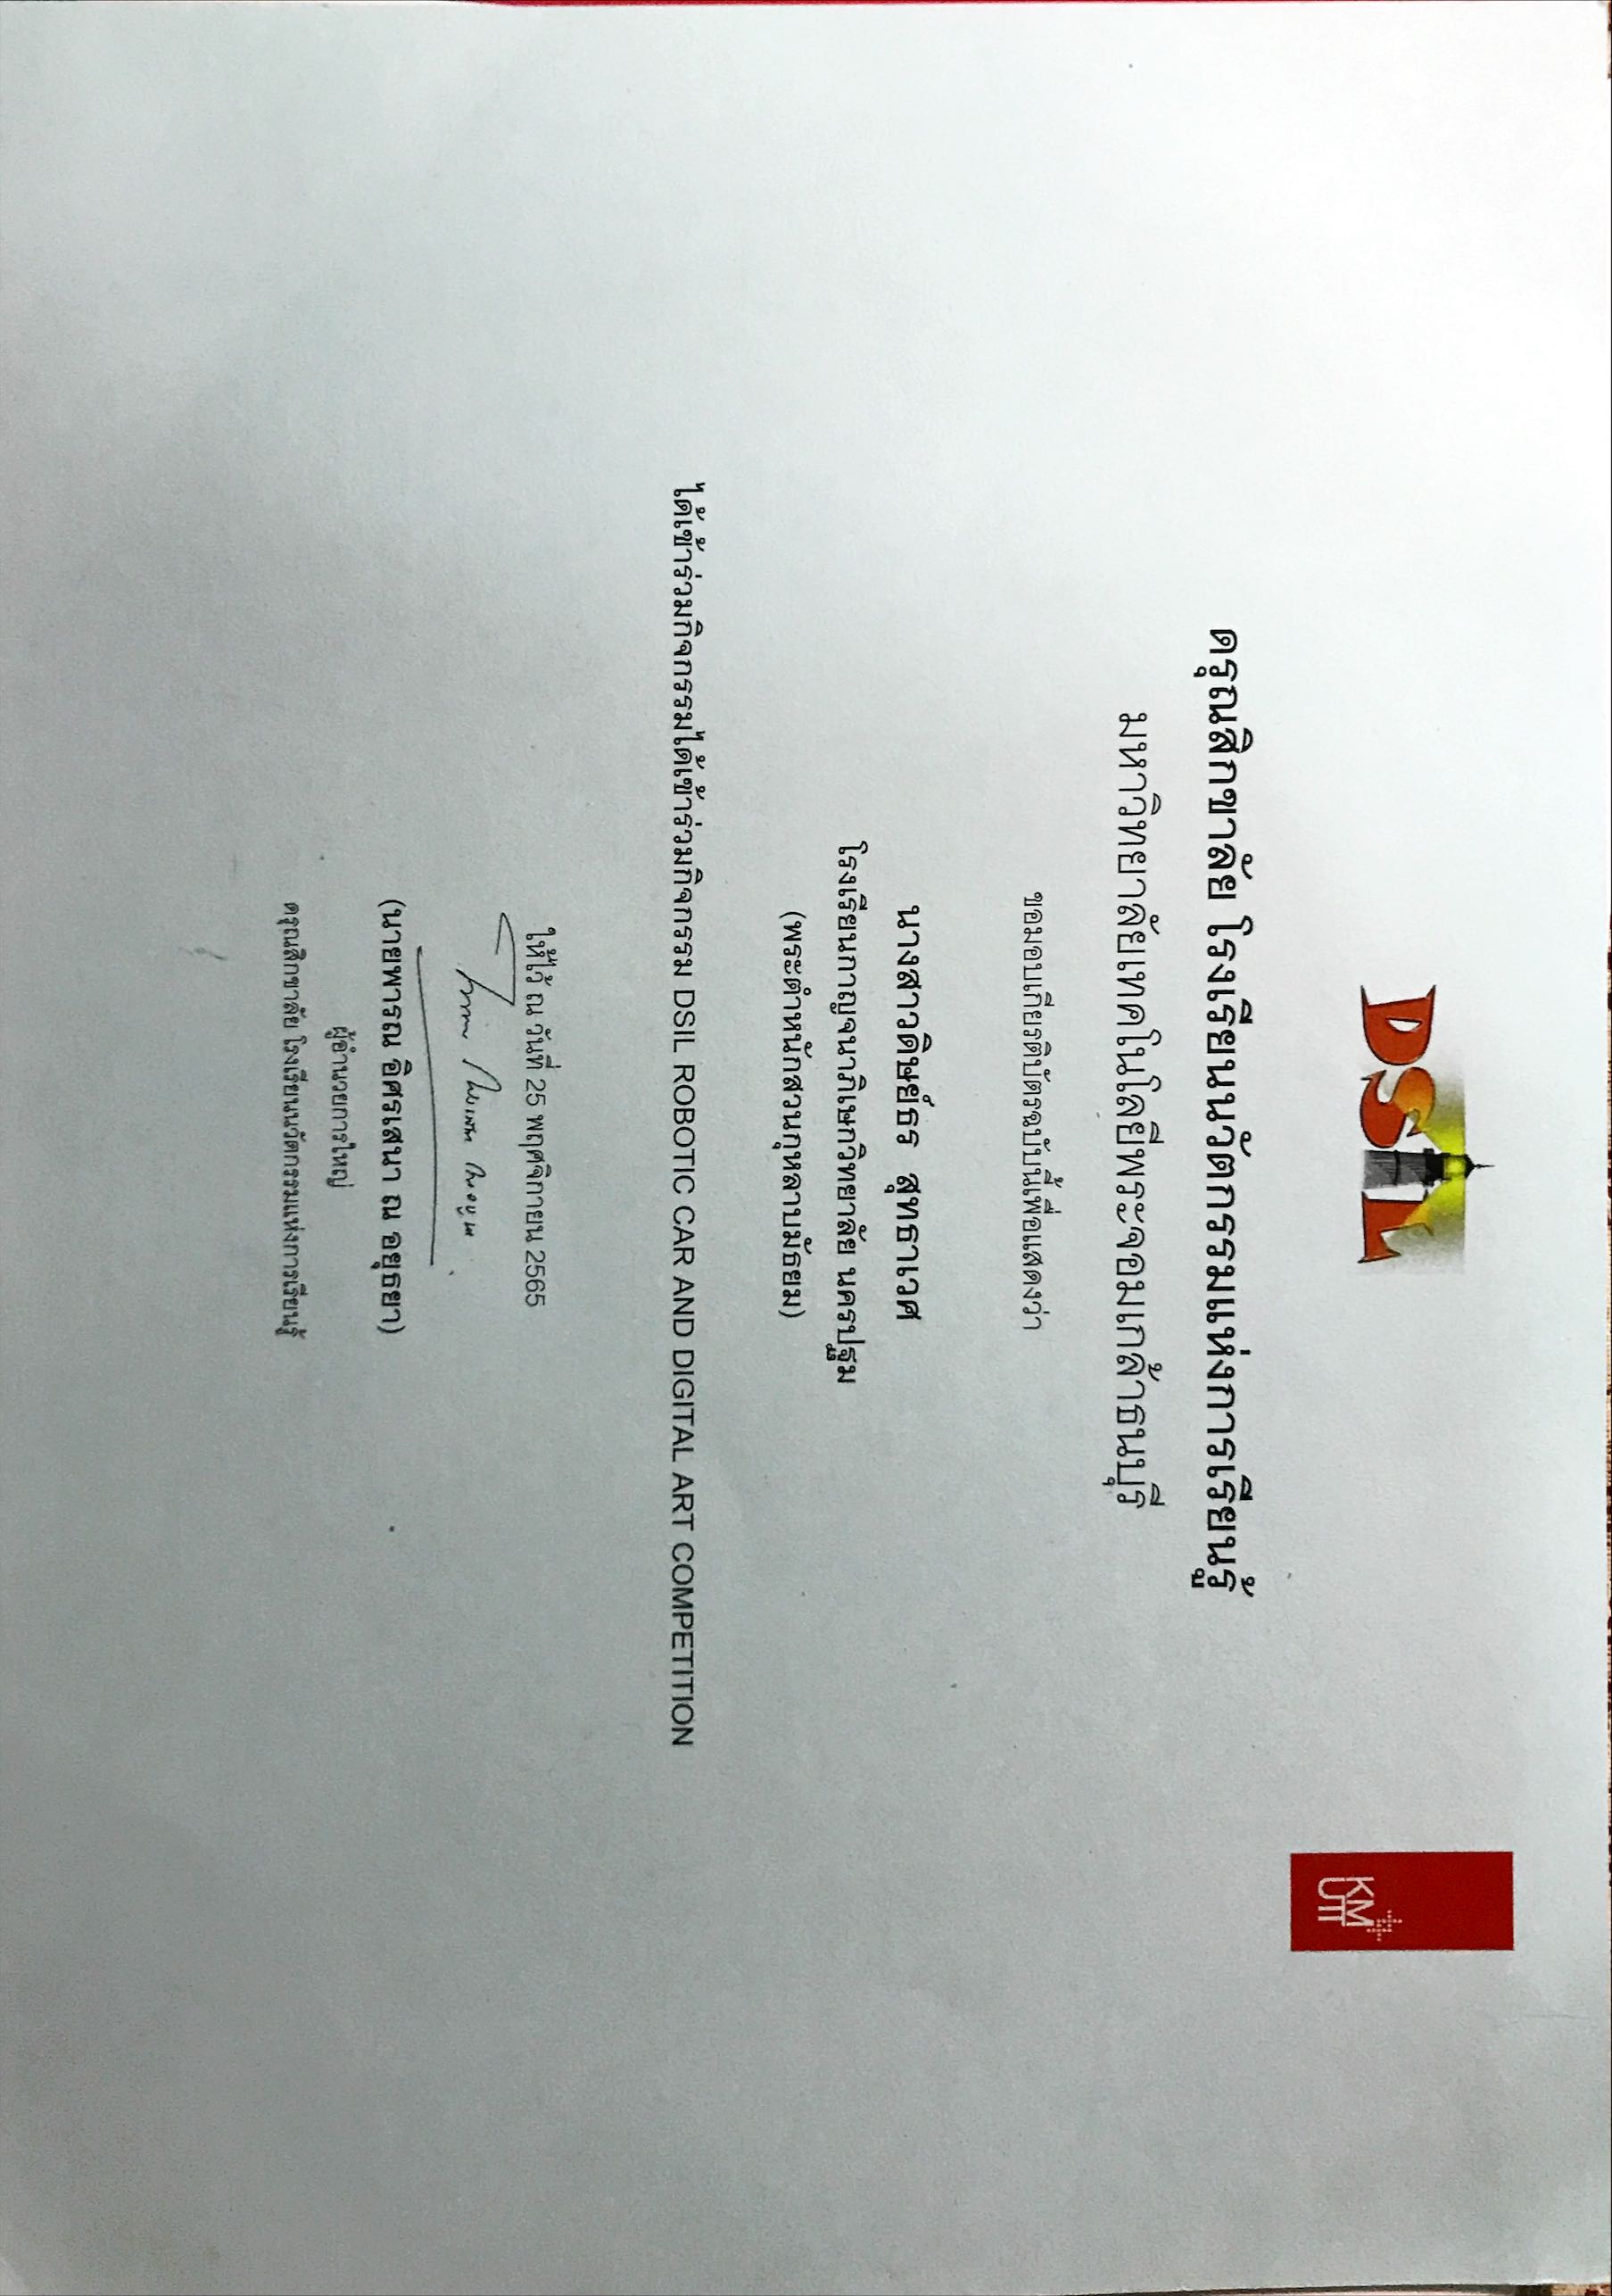 DSIL
KM
UTT
ดรุณสิกขาลัย โรงเรียนนวัตกรรมแห่งการเรียนรู้
มหาวิทยาลัยเทคโนโลยีพระจอมเกล้าธนบุรี
ขอมอบเกียรติบัตรฉบับนี้เพื่อแสดงว่า
นางสาวดิษย์ธร สุทธาเวศ
โรงเรียนกาญจนาภิเษกวิทยาลัย นครปฐม
(พระตำหนักสวนกุหลาบมัธยม)
ได้เข้าร่วมกิจกรรมได้เข้าร่วมกิจกรรม DSIL ROBOTIC CAR AND DIGITAL ART COMPETITION
ให้ไว้ ณ วันที่ 25 พฤศจิกายน 2565
(นายพารณ อิศรเสนา ณ อยุธยา)
ผู้อำนวยการใหญ่
ดรุณสิกขาลัย โรงเรียนนวัตกรรมแห่งการเรียนรู้